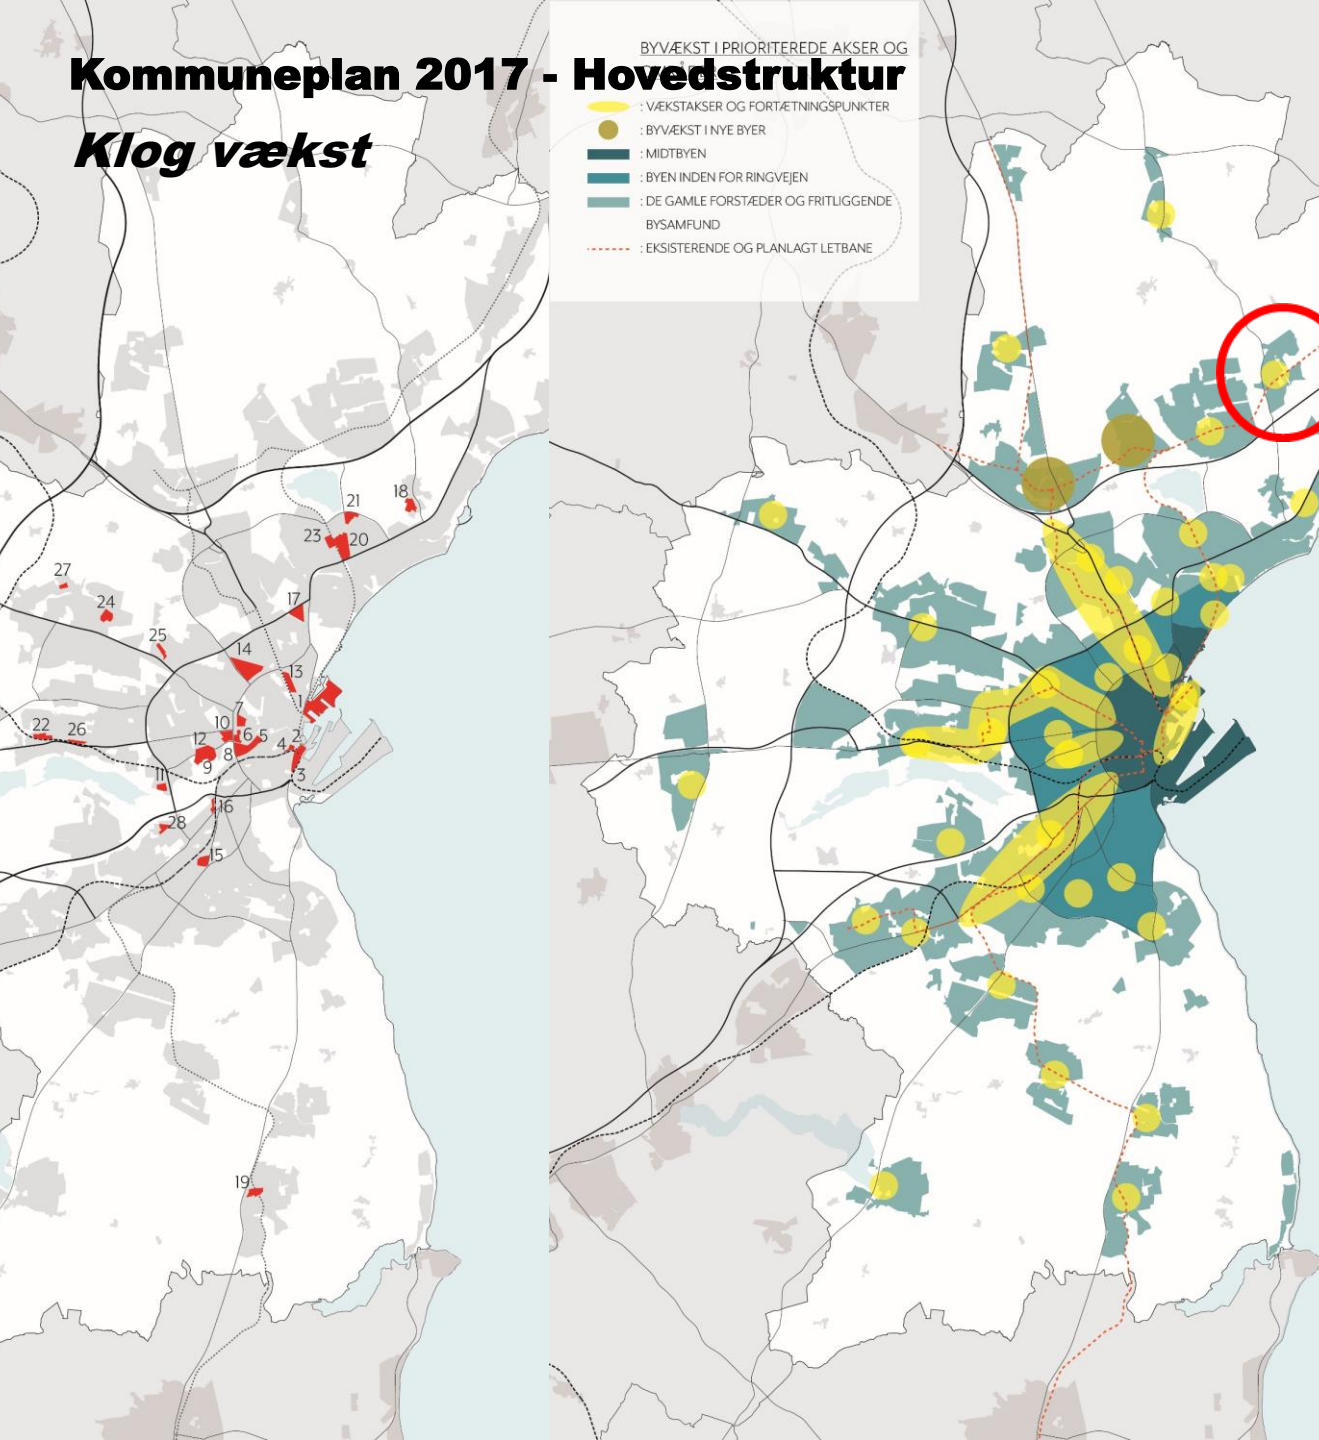 Kommuneplan 2017 - Hovedstruktur
Klog vækst
BYVÆKST I PRIORITEREDE AKSER OG
: VÆKSTAKSER OG FORTÆTNINGSPUNKTER
: BYVÆKST I NYE BYER
: MIDTBYEN
: BYEN INDEN FOR RINGVEJEN
: DE GAMLE FORSTÆDER OG FRITLIGGENDE
BYSAMFUND
: EKSISTERENDE OG PLANLAGT LETBANE
18
21
23
20
27
24
17
25
14
13
1
7
22
26
10
6
5
2
12
4
8
9
3
11
16
28
15
19